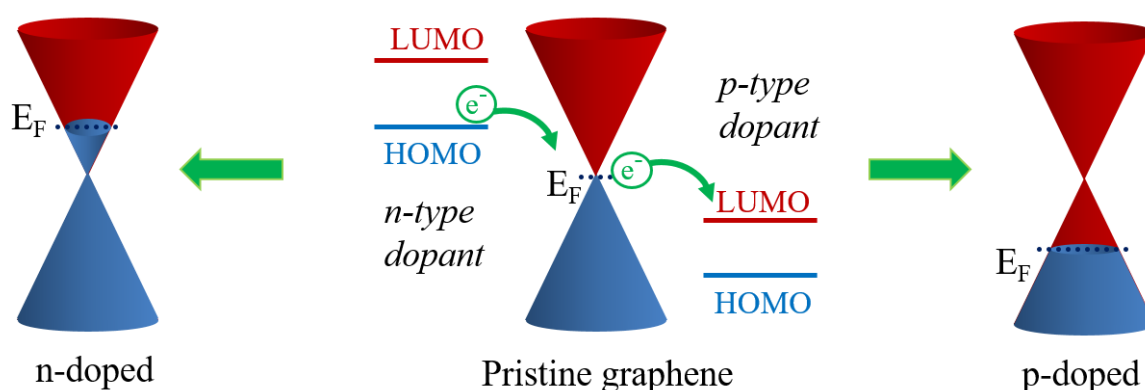 E_F
n-doped
LUMO
e⁻
HOMO
n-type
dopant
E_F
e⁻
Pristine graphene
p-type
dopant
LUMO
HOMO
E_F
p-doped